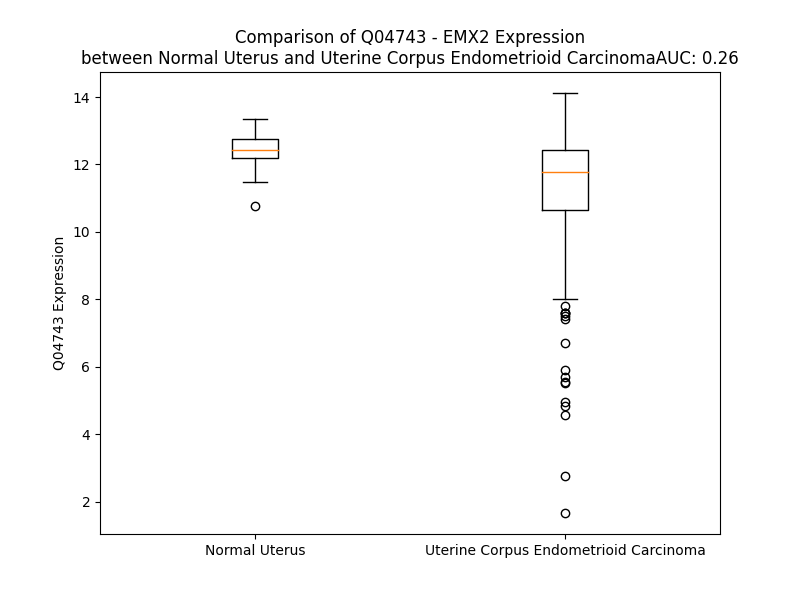 Comparison of Q04743 - EMX2 Expression
between Normal Uterus and Uterine Corpus Endometrioid CarcinomaAUC: 0.26
14
12
10
8
6
4
2
Q04743 Expression
Normal Uterus
Uterine Corpus Endometrioid Carcinoma